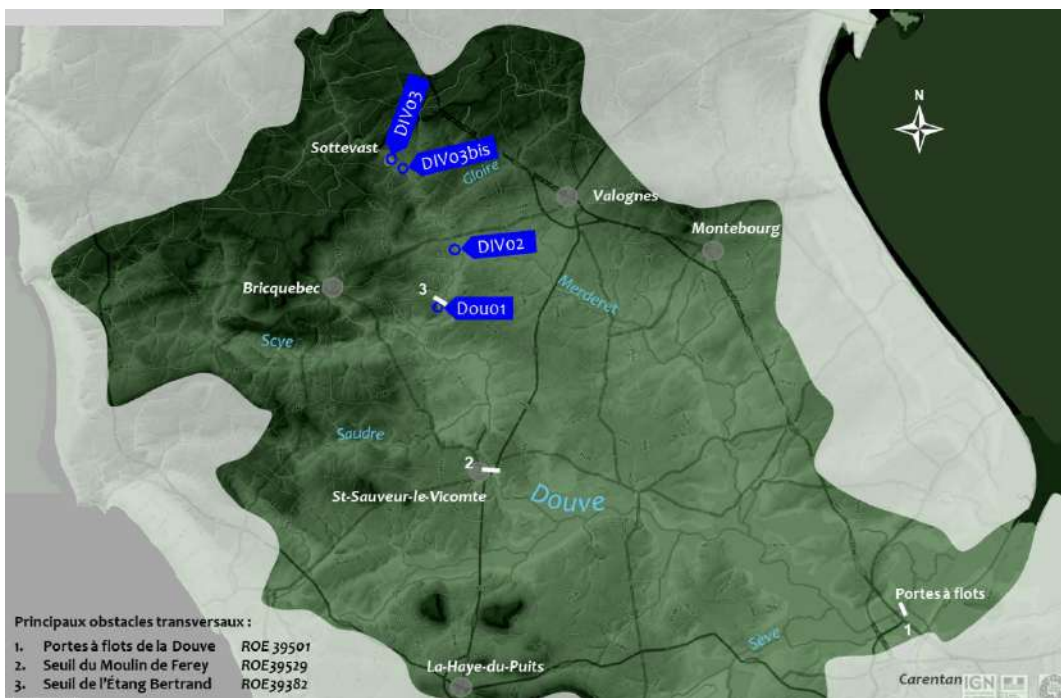 N
DIV03
Sottevast
DIV03bis
Gloire
Valognes
Montebourg
DIV02
Bricquebec
3
Dou01
Merderet
Scye
Saudre
2
St-Sauveur-le-Vicomte
Douve
Portes à flots
1
Principaux obstacles transversaux :
1. Portes à flots de la Douve ROE 39501
2. Seuil du Moulin de Ferey ROE39529
3. Seuil de l'Étang Bertrand ROE39382
Sève
La-Haye-du-Puits
Carentan
IGN